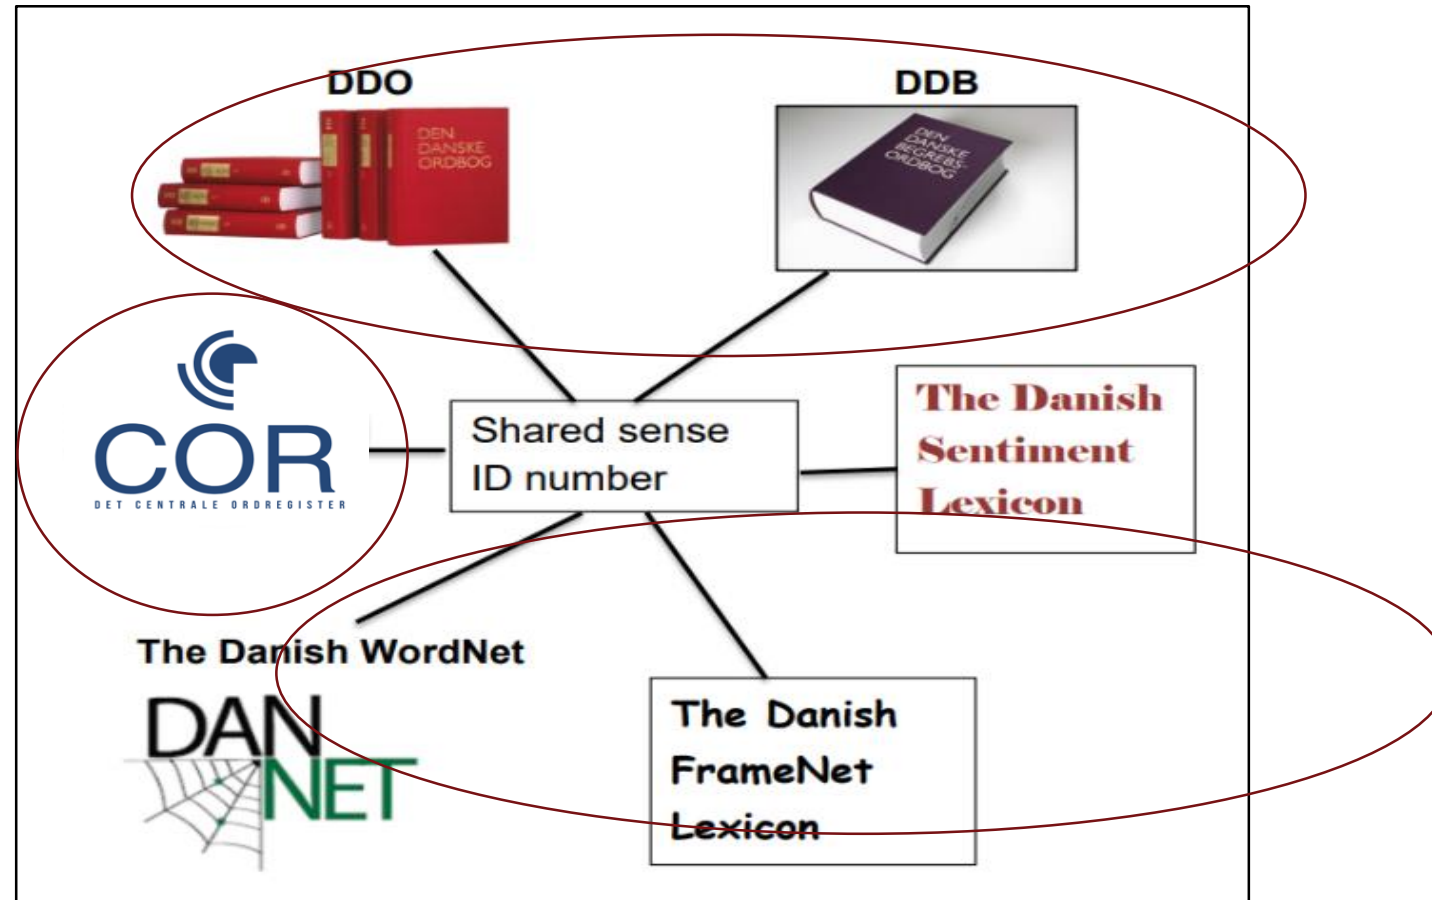 DDO
DDB
DEN
DANSKE
ORDBOG
DEN
DANSKE
BEGREBS-
ORDBOG
COR
DET CENTRALE ORDREGISTER
Shared sense
ID number
The Danish
Sentiment
Lexicon
The Danish WordNet
DAN
NET
The Danish
FrameNet
Lexicon